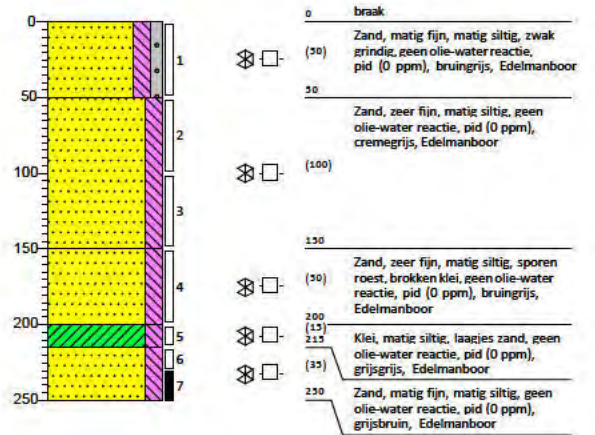 0
50
100
150
200
250
1
2
3
4
5
6
7
0 braak
(50)
Zand, matig fijn, matig siltig, zwak
grindig, geen olie-water reactie,
pid (0 ppm), bruingrijs, Edelmanboor
50
Zand, zeer fijn, matig siltig, geen
olie-water reactie, pid (0 ppm),
cremegrijs, Edelmanboor
(100)
150
Zand, zeer fijn, matig siltig, sporen
roest, brokken klei, geen olie-water
reactie, pid (0 ppm), bruingrijs,
Edelmanboor
(50)
200
(15)
215
Klei, matig siltig, laagjes zand, geen
olie-water reactie, pid (0 ppm),
grijsgrijs, Edelmanboor
(35)
250
Zand, matig fijn, matig siltig, geen
olie-water reactie, pid (0 ppm),
grijsbruin, Edelmanboor